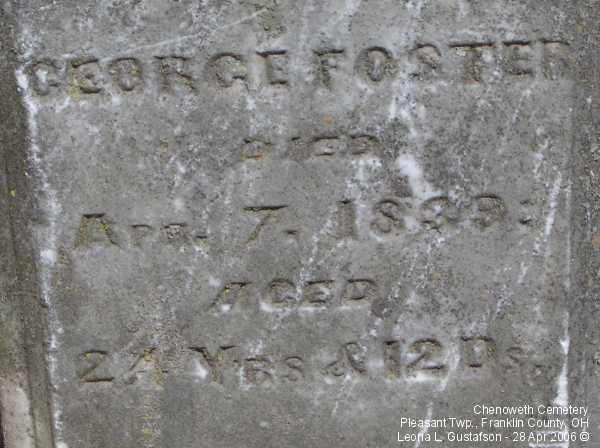 GEORGE FOSTER
DIED
APR. 7. 1839:
AGED
24 YRS & 12 DS.
Chenoweth Cemetery
Pleasant Twp., Franklin County, OH
Leona L. Gustafson - 28 Apr 2006 ©